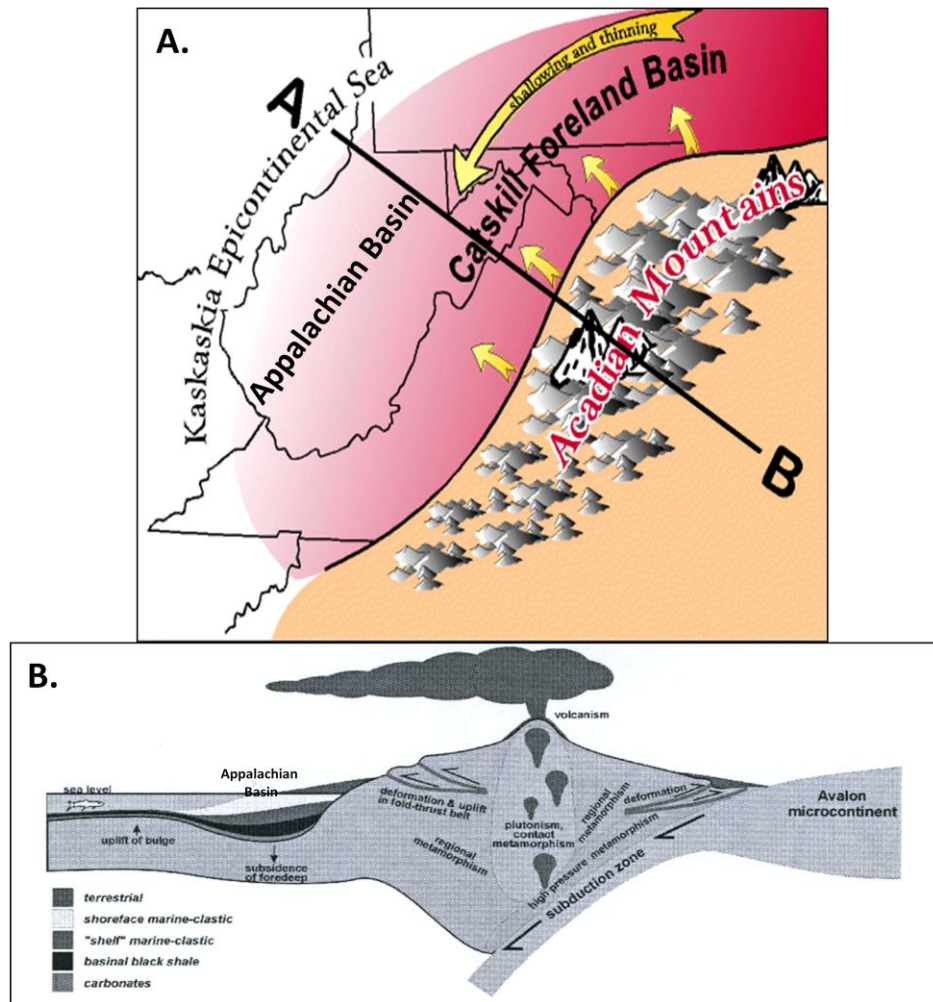 A.
shallowing and thinning
Catskill Foreland Basin
A
Kaskaskia Epicontinental Sea
Appalachian Basin
Acadian Mountains
B
B.
volcanism
Appalachian Basin
sea level
deformation & uplift
in fold-thrust belt
uplift of bulge
subsidence
of foredeep
regional
metamorphism
plutonism,
contact
metamorphism
regional
metamorphism
deformation
high pressure metamorphism
subduction zone
Avalon
microcontinent
terrestrial
shoreface marine-clastic
"shelf" marine-clastic
basinal black shale
carbonates